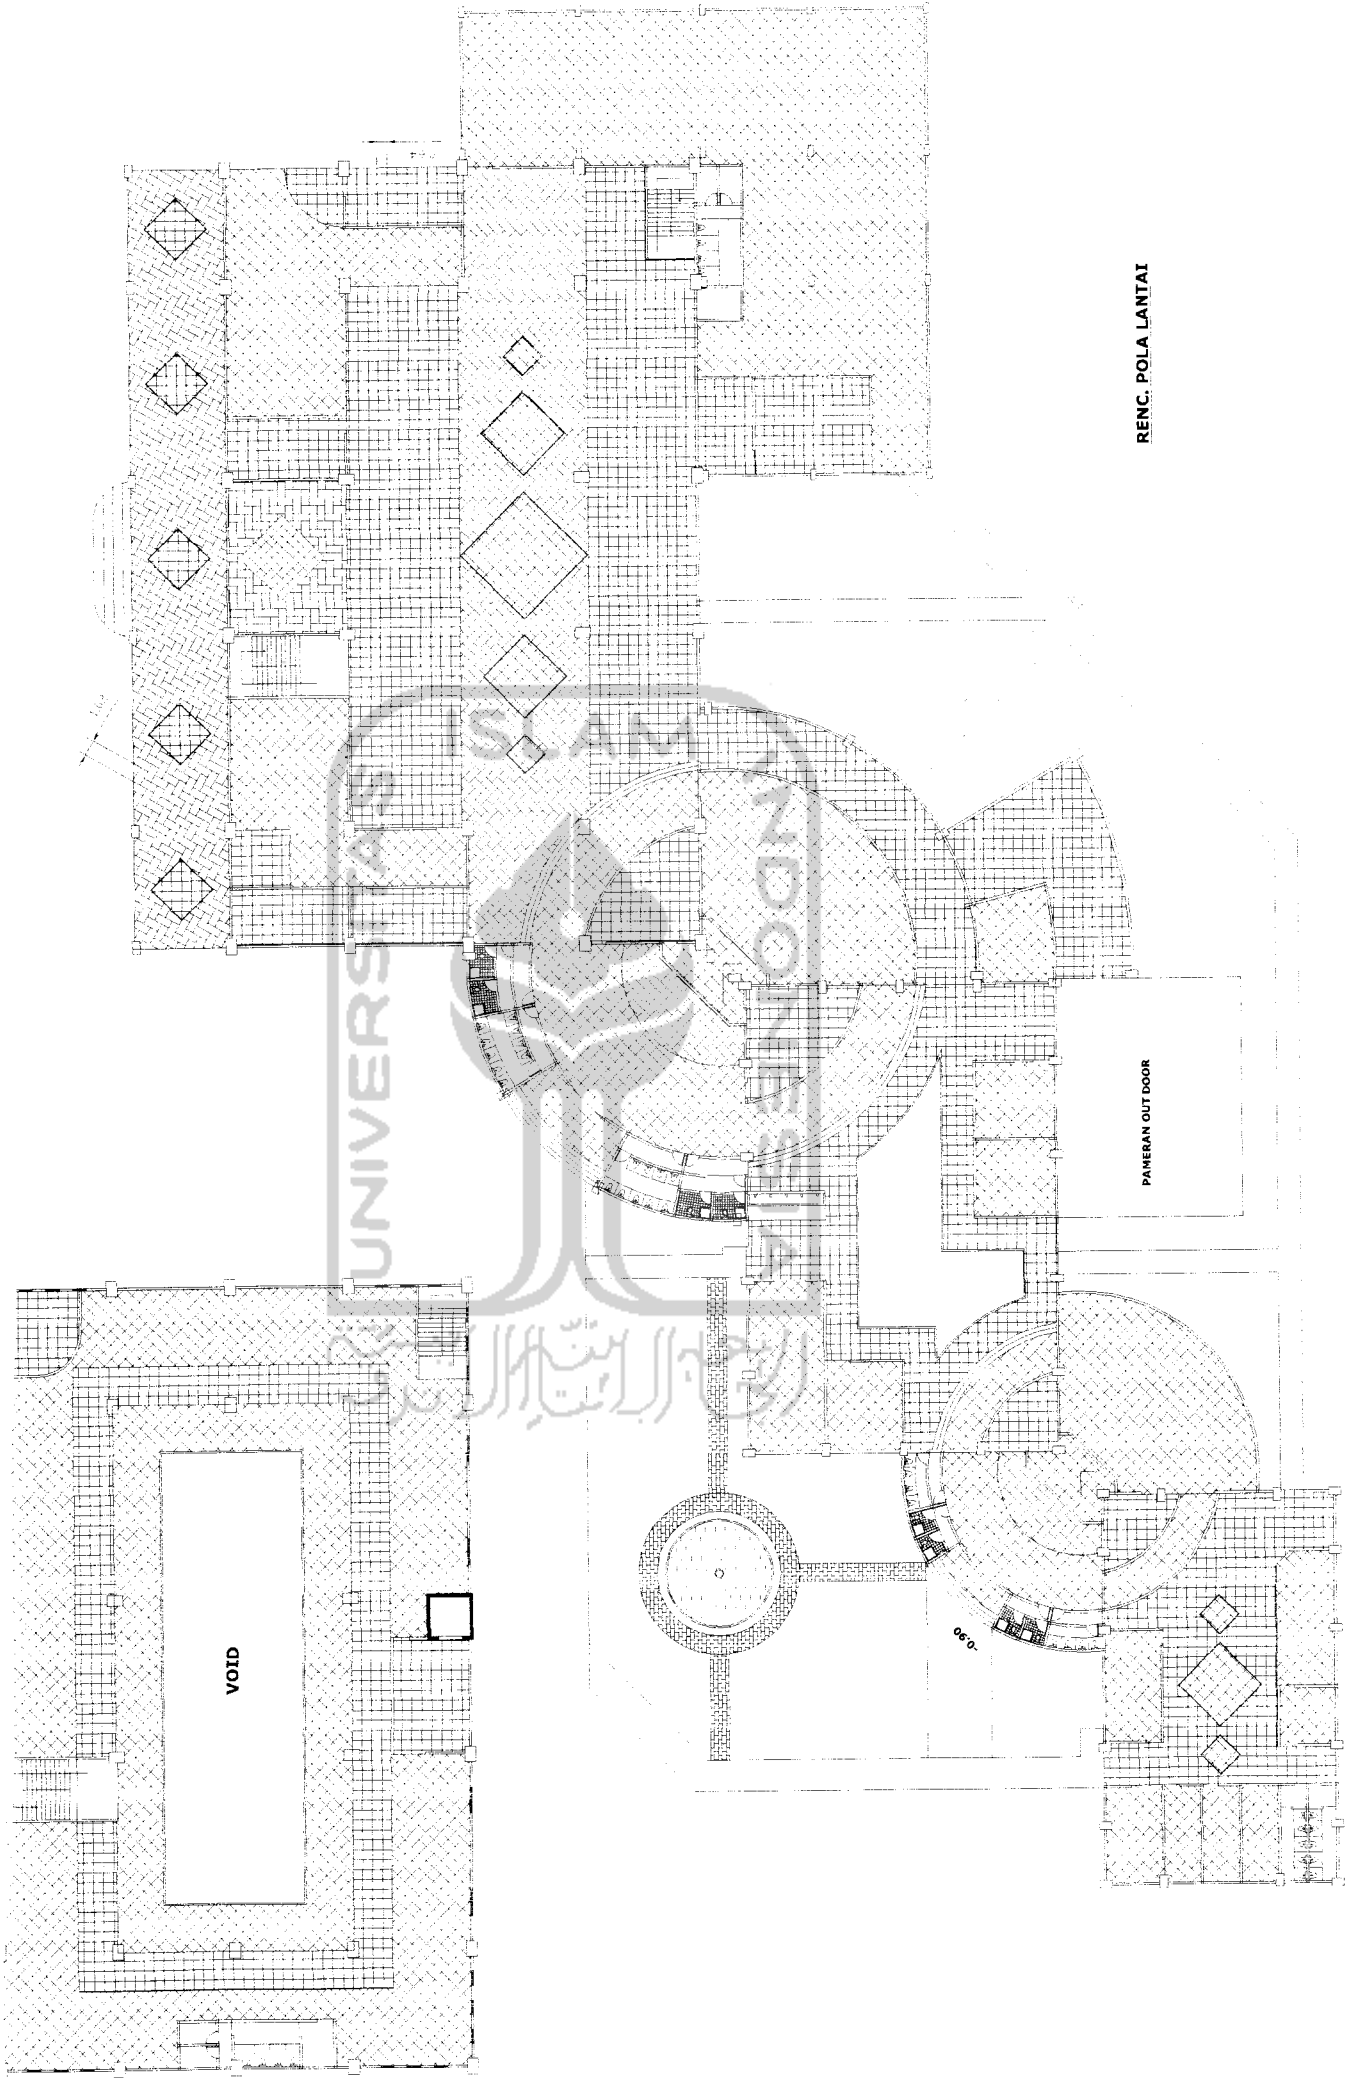 RENC. POLA LANTAI
UNIVERSITAS
ISLAM
INDONESIA
PAMERAN OUT DOOR
VOID
-0.90